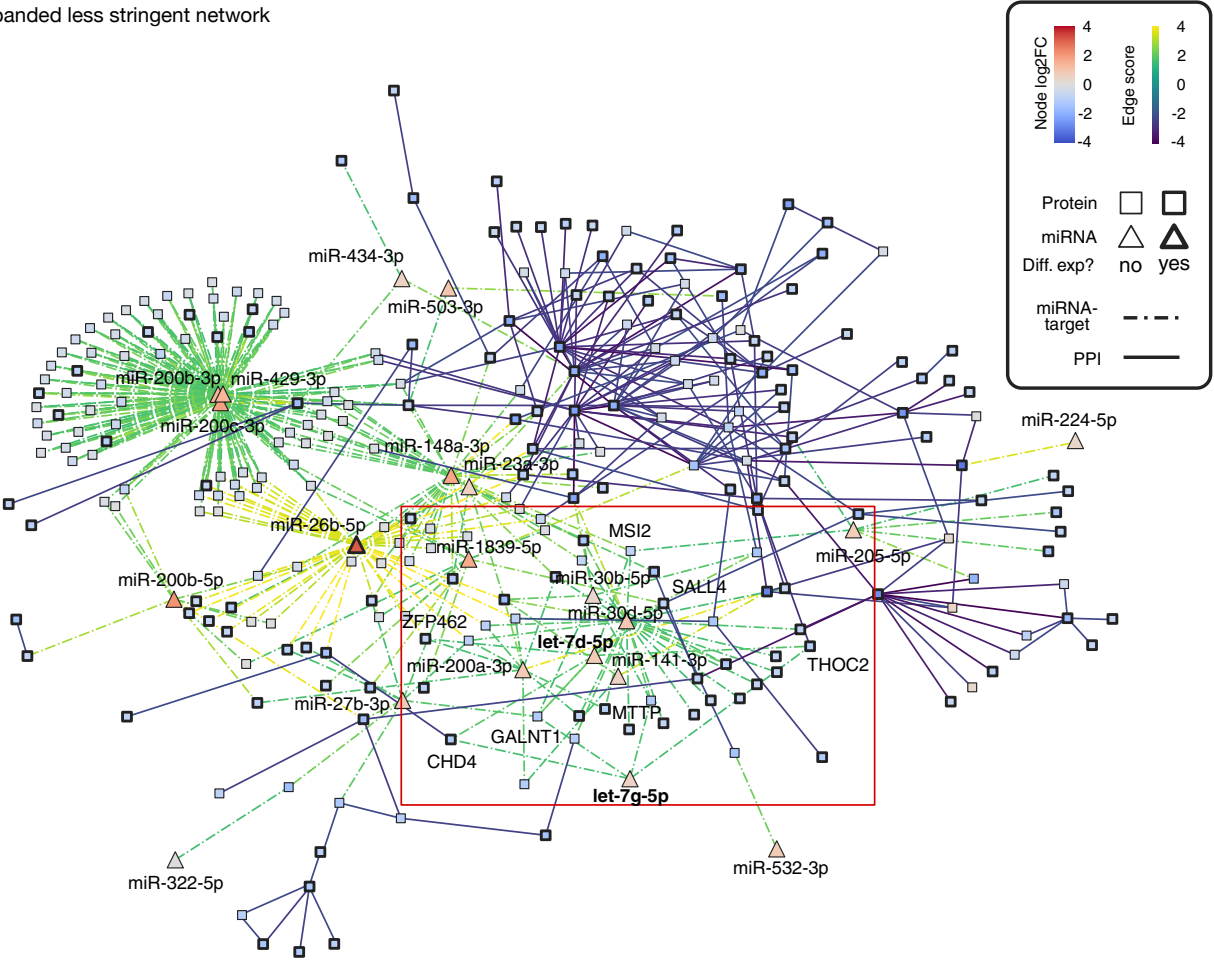 panded less stringent network
Node log2FC
4
2
0
-2
-4
Edge score
4
2
0
-2
-4
Protein
miRNA
Diff. exp?
no
yes
miRNA-
target
PPI
miR-434-3p
miR-503-3p
miR-200b-3p
miR-429-3p
miR-200c-3p
miR-224-5p
miR-148a-3p
miR-23a-3p
miR-26b-5p
MSI2
miR-1839-5p
miR-205-5p
miR-200b-5p
miR-30b-5p
SALL4
miR-30d-5p
ZFP462
let-7d-5p
miR-200a-3p
miR-141-3p
THOC2
miR-27b-3p
MTTP
GALNT1
CHD4
let-7g-5p
miR-532-3p
miR-322-5p